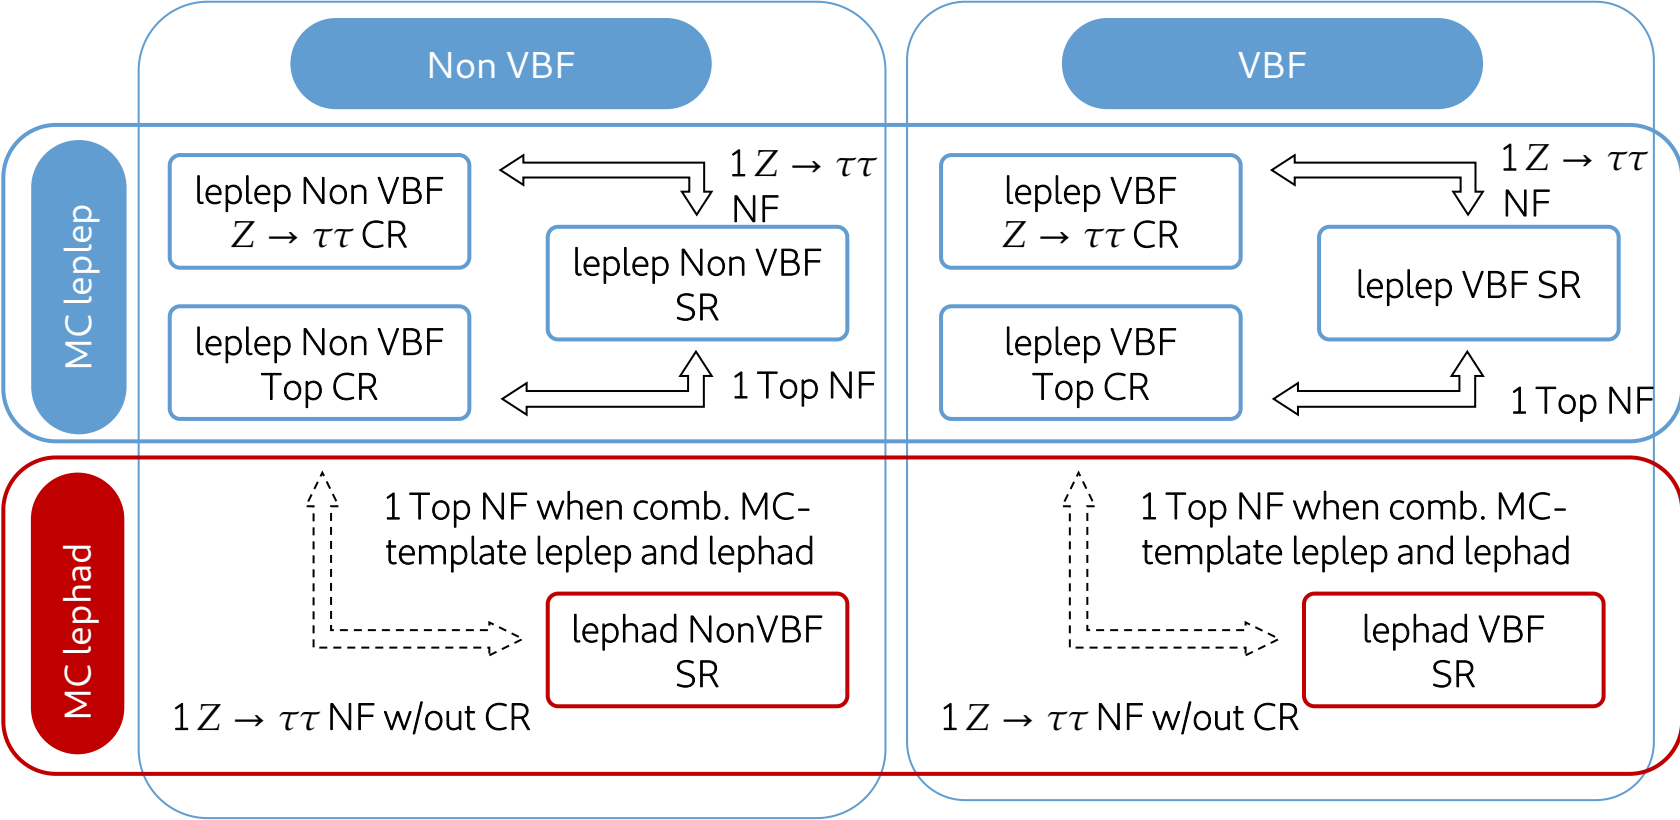 Non VBF
VBF
MC leplep
leplep Non VBF
Z → ττ CR
1 Z → ττ
NF
leplep Non VBF
SR
leplep Non VBF
Top CR
1 Top NF
leplep VBF
Z → ττ CR
1 Z → ττ
NF
leplep VBF SR
leplep VBF
Top CR
1 Top NF
MC lephad
1 Top NF when comb. MC-
template leplep and lephad
lephad NonVBF
SR
1 Z → ττ NF w/out CR
1 Top NF when comb. MC-
template leplep and lephad
lephad VBF
SR
1 Z → ττ NF w/out CR